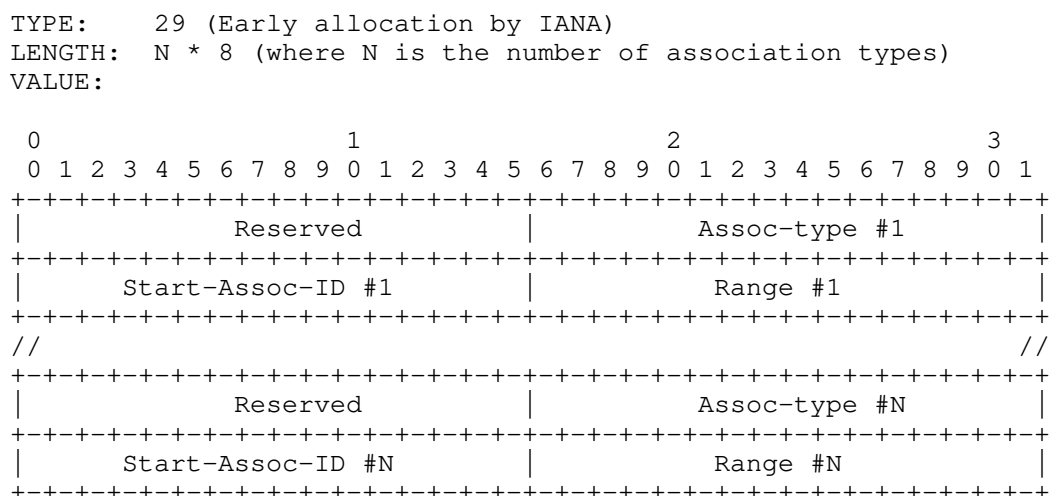 TYPE:     29 (Early allocation by IANA)
LENGTH:  N * 8 (where N is the number of association types)
VALUE:

 0                   1                   2                   3
 0 1 2 3 4 5 6 7 8 9 0 1 2 3 4 5 6 7 8 9 0 1 2 3 4 5 6 7 8 9 0 1
+-+-+-+-+-+-+-+-+-+-+-+-+-+-+-+-+-+-+-+-+-+-+-+-+-+-+-+-+-+-+-+-+
|             Reserved          |          Assoc-type #1        |
+-+-+-+-+-+-+-+-+-+-+-+-+-+-+-+-+-+-+-+-+-+-+-+-+-+-+-+-+-+-+-+-+
|      Start-Assoc-ID #1        |           Range #1            |
+-+-+-+-+-+-+-+-+-+-+-+-+-+-+-+-+-+-+-+-+-+-+-+-+-+-+-+-+-+-+-+-+
//                                                             //
+-+-+-+-+-+-+-+-+-+-+-+-+-+-+-+-+-+-+-+-+-+-+-+-+-+-+-+-+-+-+-+-+
|             Reserved          |          Assoc-type #N        |
+-+-+-+-+-+-+-+-+-+-+-+-+-+-+-+-+-+-+-+-+-+-+-+-+-+-+-+-+-+-+-+-+
|      Start-Assoc-ID #N        |           Range #N            |
+-+-+-+-+-+-+-+-+-+-+-+-+-+-+-+-+-+-+-+-+-+-+-+-+-+-+-+-+-+-+-+-+